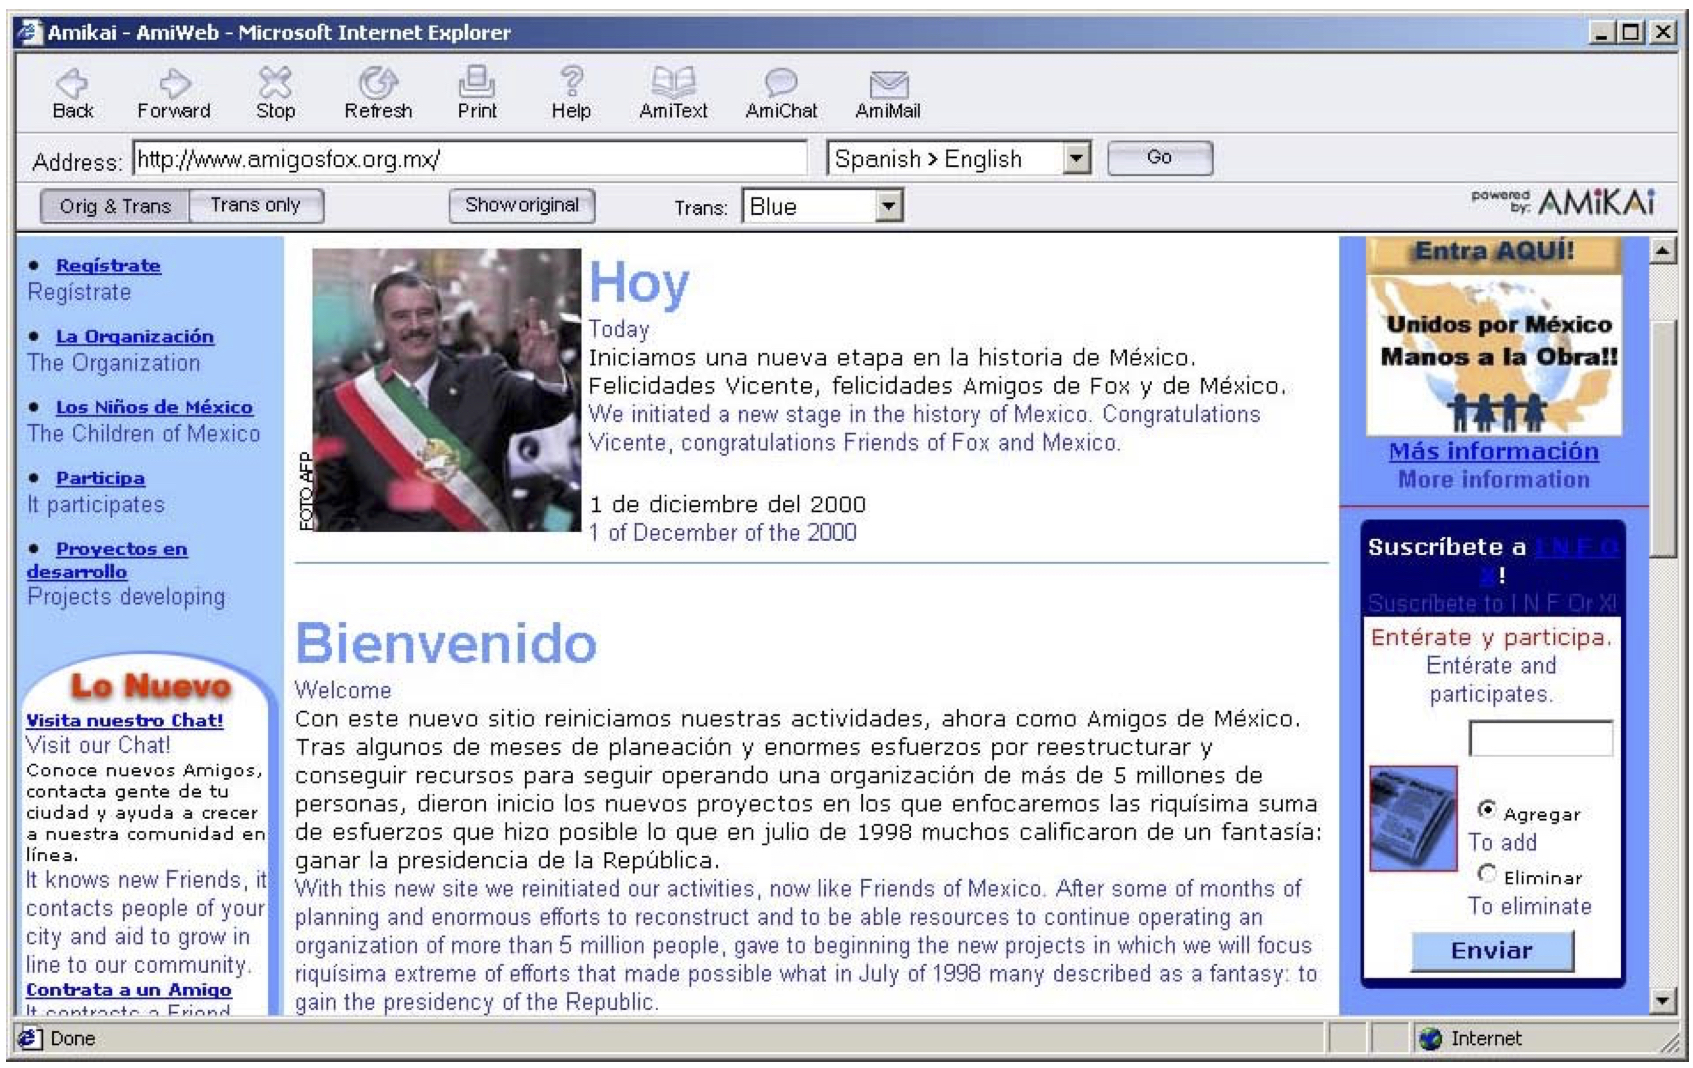 Amikai - AmiWeb - Microsoft Internet Explorer
Back Forward Stop Refresh Print Help AmiText AmiChat AmiMail
Address: http://www.amigosfox.org.mx/ Spanish > English Go
Orig & Trans Trans only Show original Trans: Blue powered by: AMiKAi
Regístrate
Regístrate
La Organización
The Organization
Los Niños de México
The Children of Mexico
Participa
It participates
Proyectos en
desarrollo
Projects developing
Lo Nuevo
Visita nuestro Chat!
Visit our Chat!
Conoce nuevos Amigos,
contacta gente de tu
ciudad y ayuda a crecer
a nuestra comunidad en
línea.
It knows new Friends, it
contacts people of your
city and aid to grow in
line to our community.
Contrata a un Amigo
It contracts a Friend
FOTO AFP
Hoy
Today
Iniciamos una nueva etapa en la historia de México.
Felicidades Vicente, felicidades Amigos de Fox y de México.
We initiated a new stage in the history of Mexico. Congratulations
Vicente, congratulations Friends of Fox and Mexico.
1 de diciembre del 2000
1 of December of the 2000
Bienvenido
Welcome
Con este nuevo sitio reiniciamos nuestras actividades, ahora como Amigos de México.
Tras algunos de meses de planeación y enormes esfuerzos por reestructurar y
conseguir recursos para seguir operando una organización de más de 5 millones de
personas, dieron inicio los nuevos proyectos en los que enfocaremos las riquísima suma
de esfuerzos que hizo posible lo que en julio de 1998 muchos calificaron de un fantasía:
ganar la presidencia de la República.
With this new site we reinitiated our activities, now like Friends of Mexico. After some of months of
planning and enormous efforts to reconstruct and to be able resources to continue operating an
organization of more than 5 million people, gave to beginning the new projects in which we will focus
riquísima extreme of efforts that made possible what in July of 1998 many described as a fantasy: to
gain the presidency of the Republic.
Entra AQUÍ!
Unidos por México
Manos a la Obra!!
Más información
More information
Suscríbete a I N F O
X!
Suscríbete to I N F Or X!
Entérate y participa.
Entérate and
participates.
Agregar
To add
Eliminar
To eliminate
Enviar
Done Internet